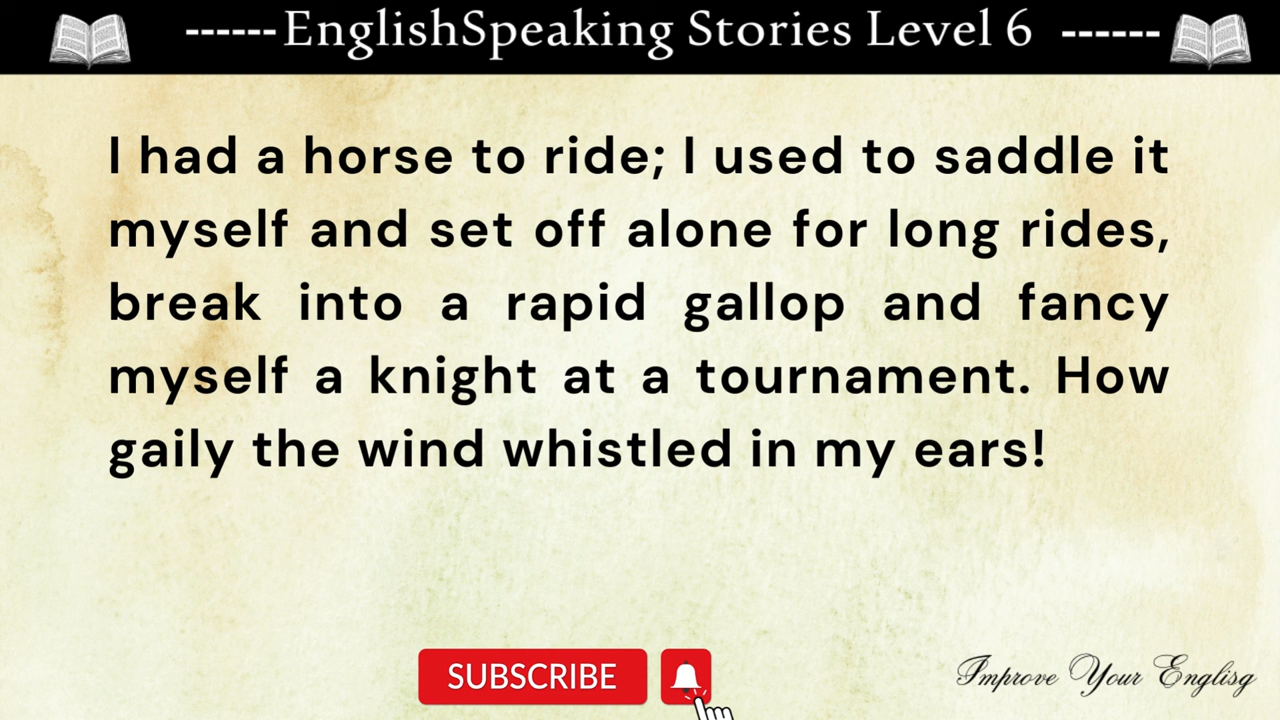 ------EnglishSpeaking Stories Level 6 ------
I had a horse to ride; I used to saddle it
myself and set off alone for long rides,
break into a rapid gallop and fancy
myself a knight at a tournament. How
gaily the wind whistled in my ears!
SUBSCRIBE
Improve Your Englisg